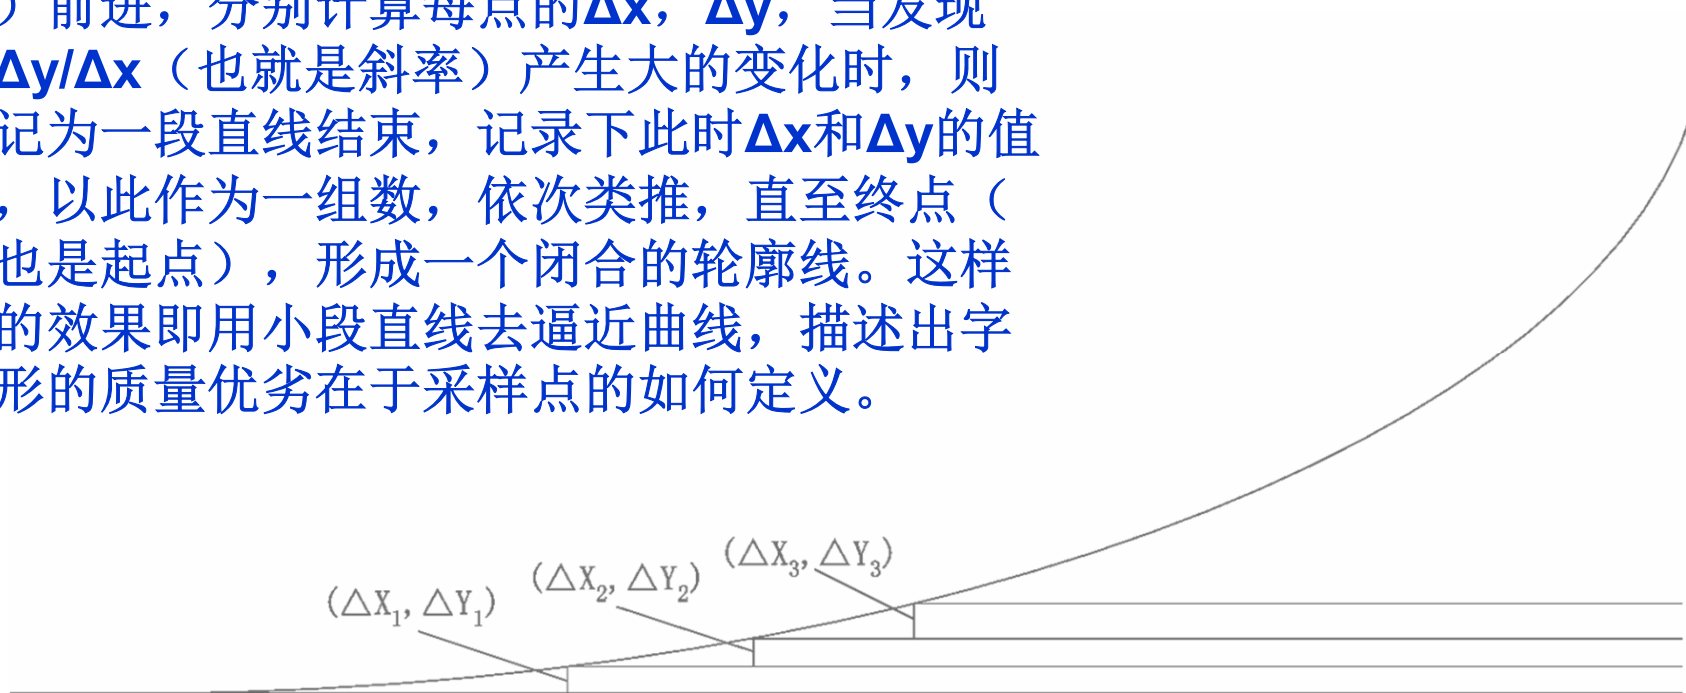 ）前进，分别计算每点的Δx，Δy，当发现
Δy/Δx（也就是斜率）产生大的变化时，则
记为一段直线结束，记录下此时Δx和Δy的值
，以此作为一组数，依次类推，直至终点（
也是起点），形成一个闭合的轮廓线。这样
的效果即用小段直线去逼近曲线，描述出字
形的质量优劣在于采样点的如何定义。
(△X₃, △Y₃)
(△X₂, △Y₂)
(△X₁, △Y₁)